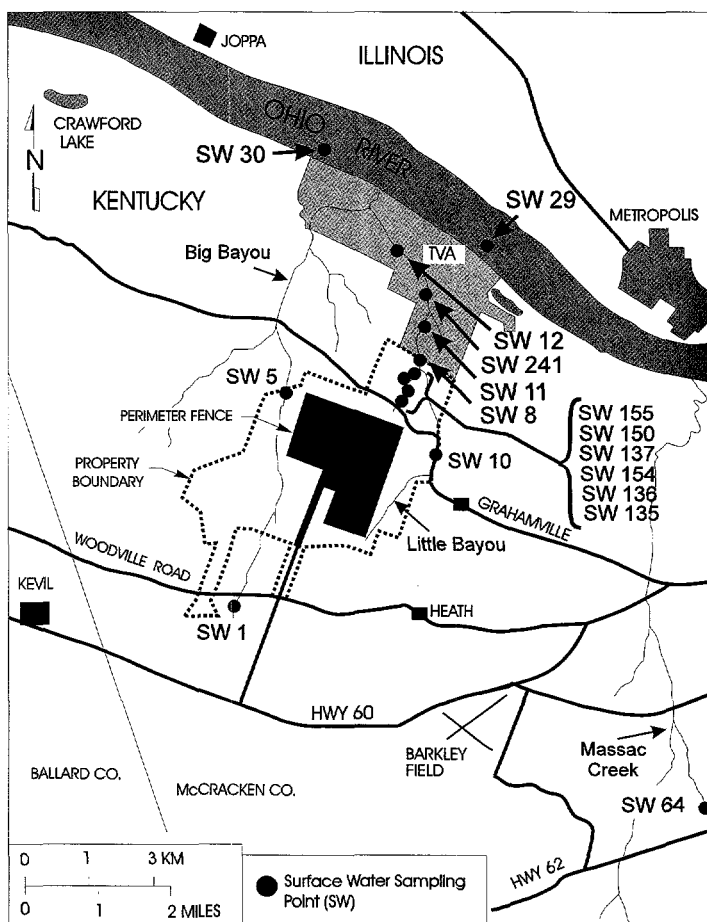 JOPPA
ILLINOIS
OHIO RIVER
CRAWFORD
LAKE
N
SW 30
KENTUCKY
SW 29
METROPOLIS
Big Bayou
TVA
SW 12
SW 241
SW 11
SW 8
SW 5
PERIMETER FENCE
SW 155
SW 150
SW 137
SW 154
SW 136
SW 135
SW 10
PROPERTY
BOUNDARY
GRAHAMVILLE
Little Bayou
WOODVILLE ROAD
KEVIL
HEATH
SW 1
HWY 60
BARKLEY
FIELD
Massac
Creek
BALLARD CO.
McCRACKEN CO.
SW 64
HWY 62
0 1 3 KM
0 1 2 MILES
Surface Water Sampling
Point (SW)